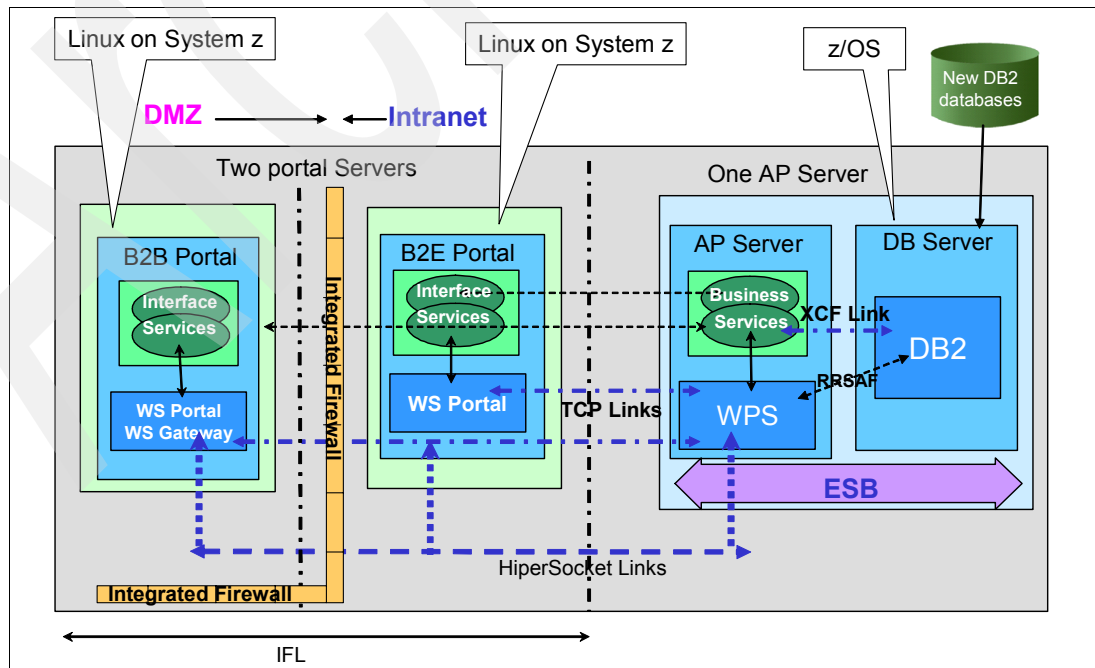 Linux on System z
Linux on System z
z/OS
New DB2
databases
DMZ
Intranet
Two portal Servers
One AP Server
B2B Portal
Interface
Services
WS Portal
WS Gateway
Integrated Firewall
B2E Portal
Interface
Services
WS Portal
TCP Links
AP Server
Business
Services
WPS
DB Server
XCF Link
DB2
RRSAF
ESB
HiperSocket Links
Integrated Firewall
IFL